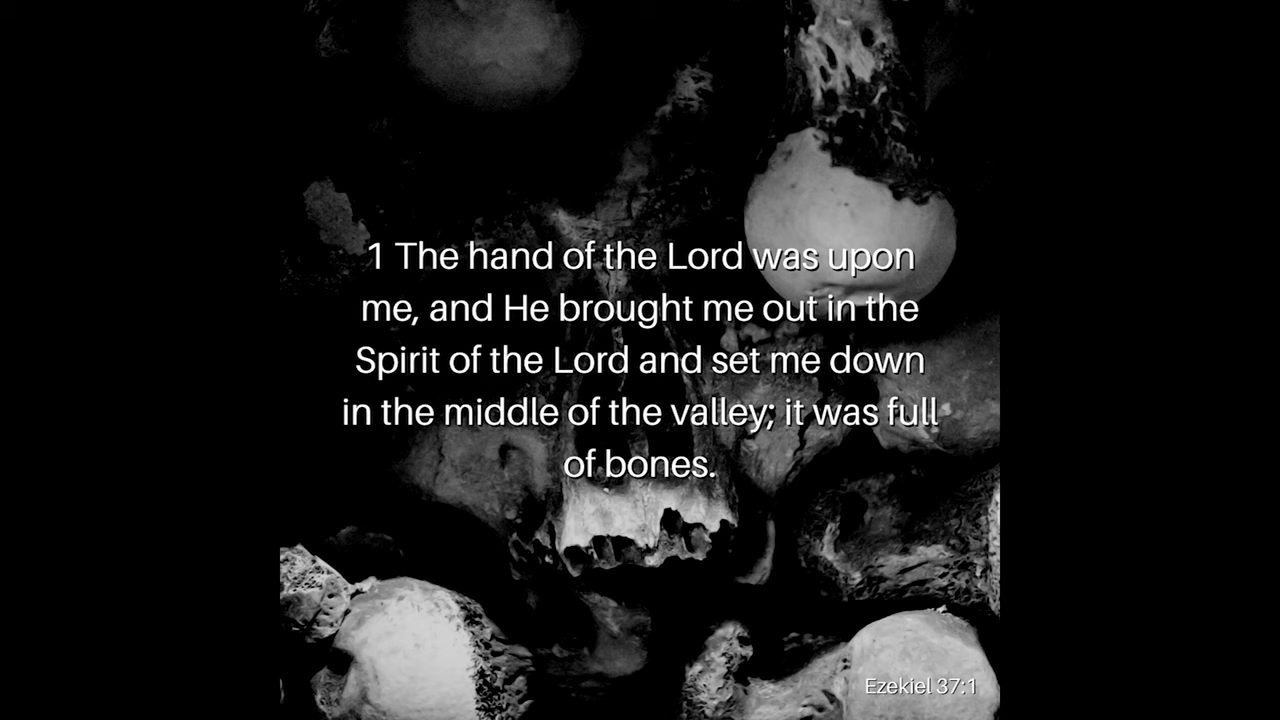 1 The hand of the Lord was upon
me, and He brought me out in the
Spirit of the Lord and set me down
in the middle of the valley; it was full
of bones.
Ezekiel 37:1